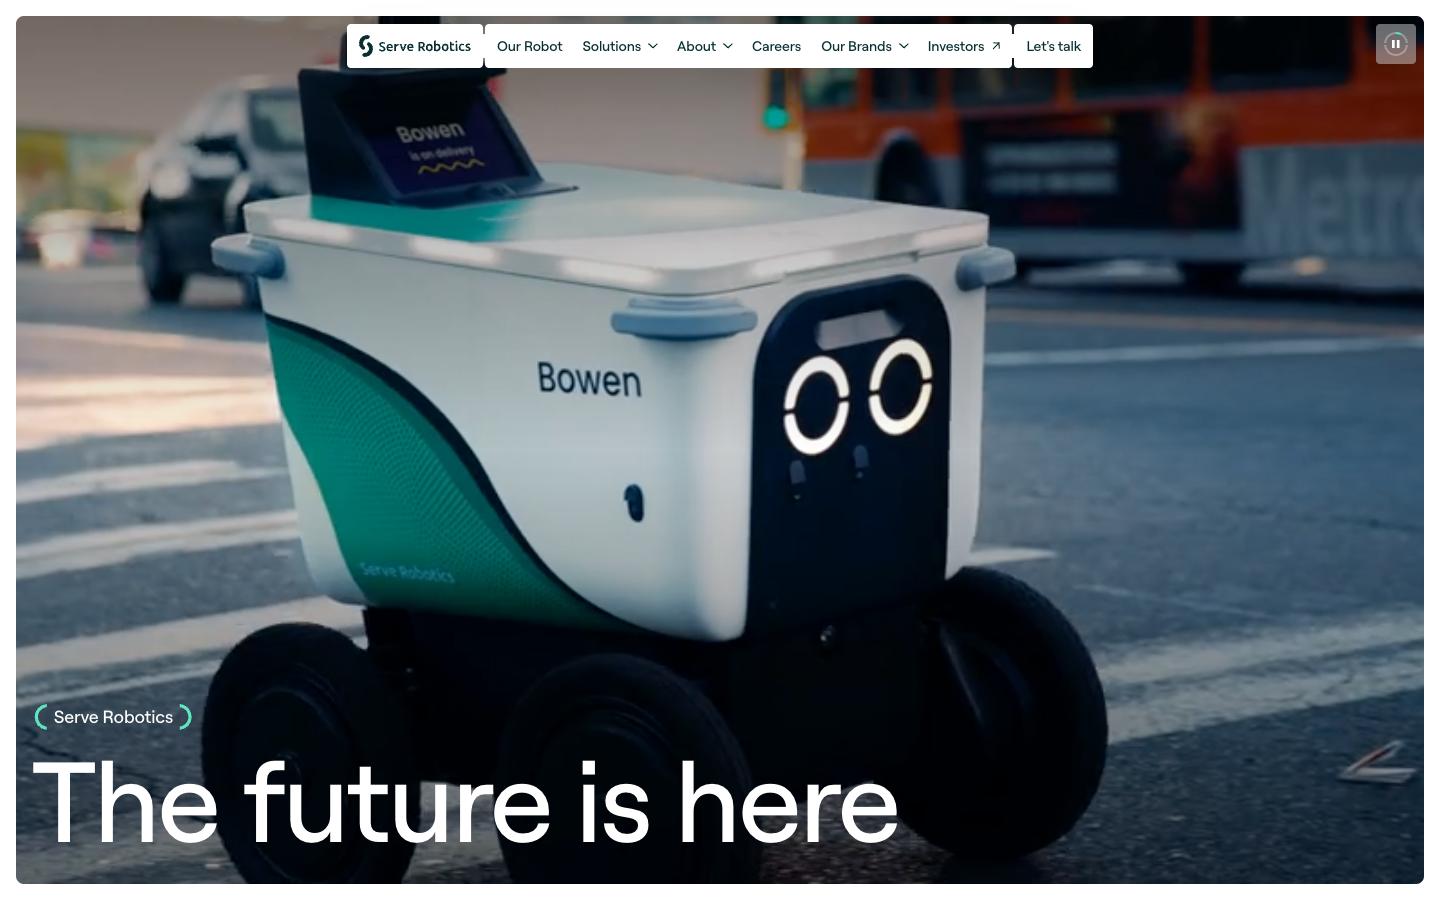 Serve Robotics
Our Robot
Solutions
About
Careers
Our Brands
Investors
Let's talk
Bowen
is on delivery
Metro
Bowen
Serve Robotics
Serve Robotics
The future is here